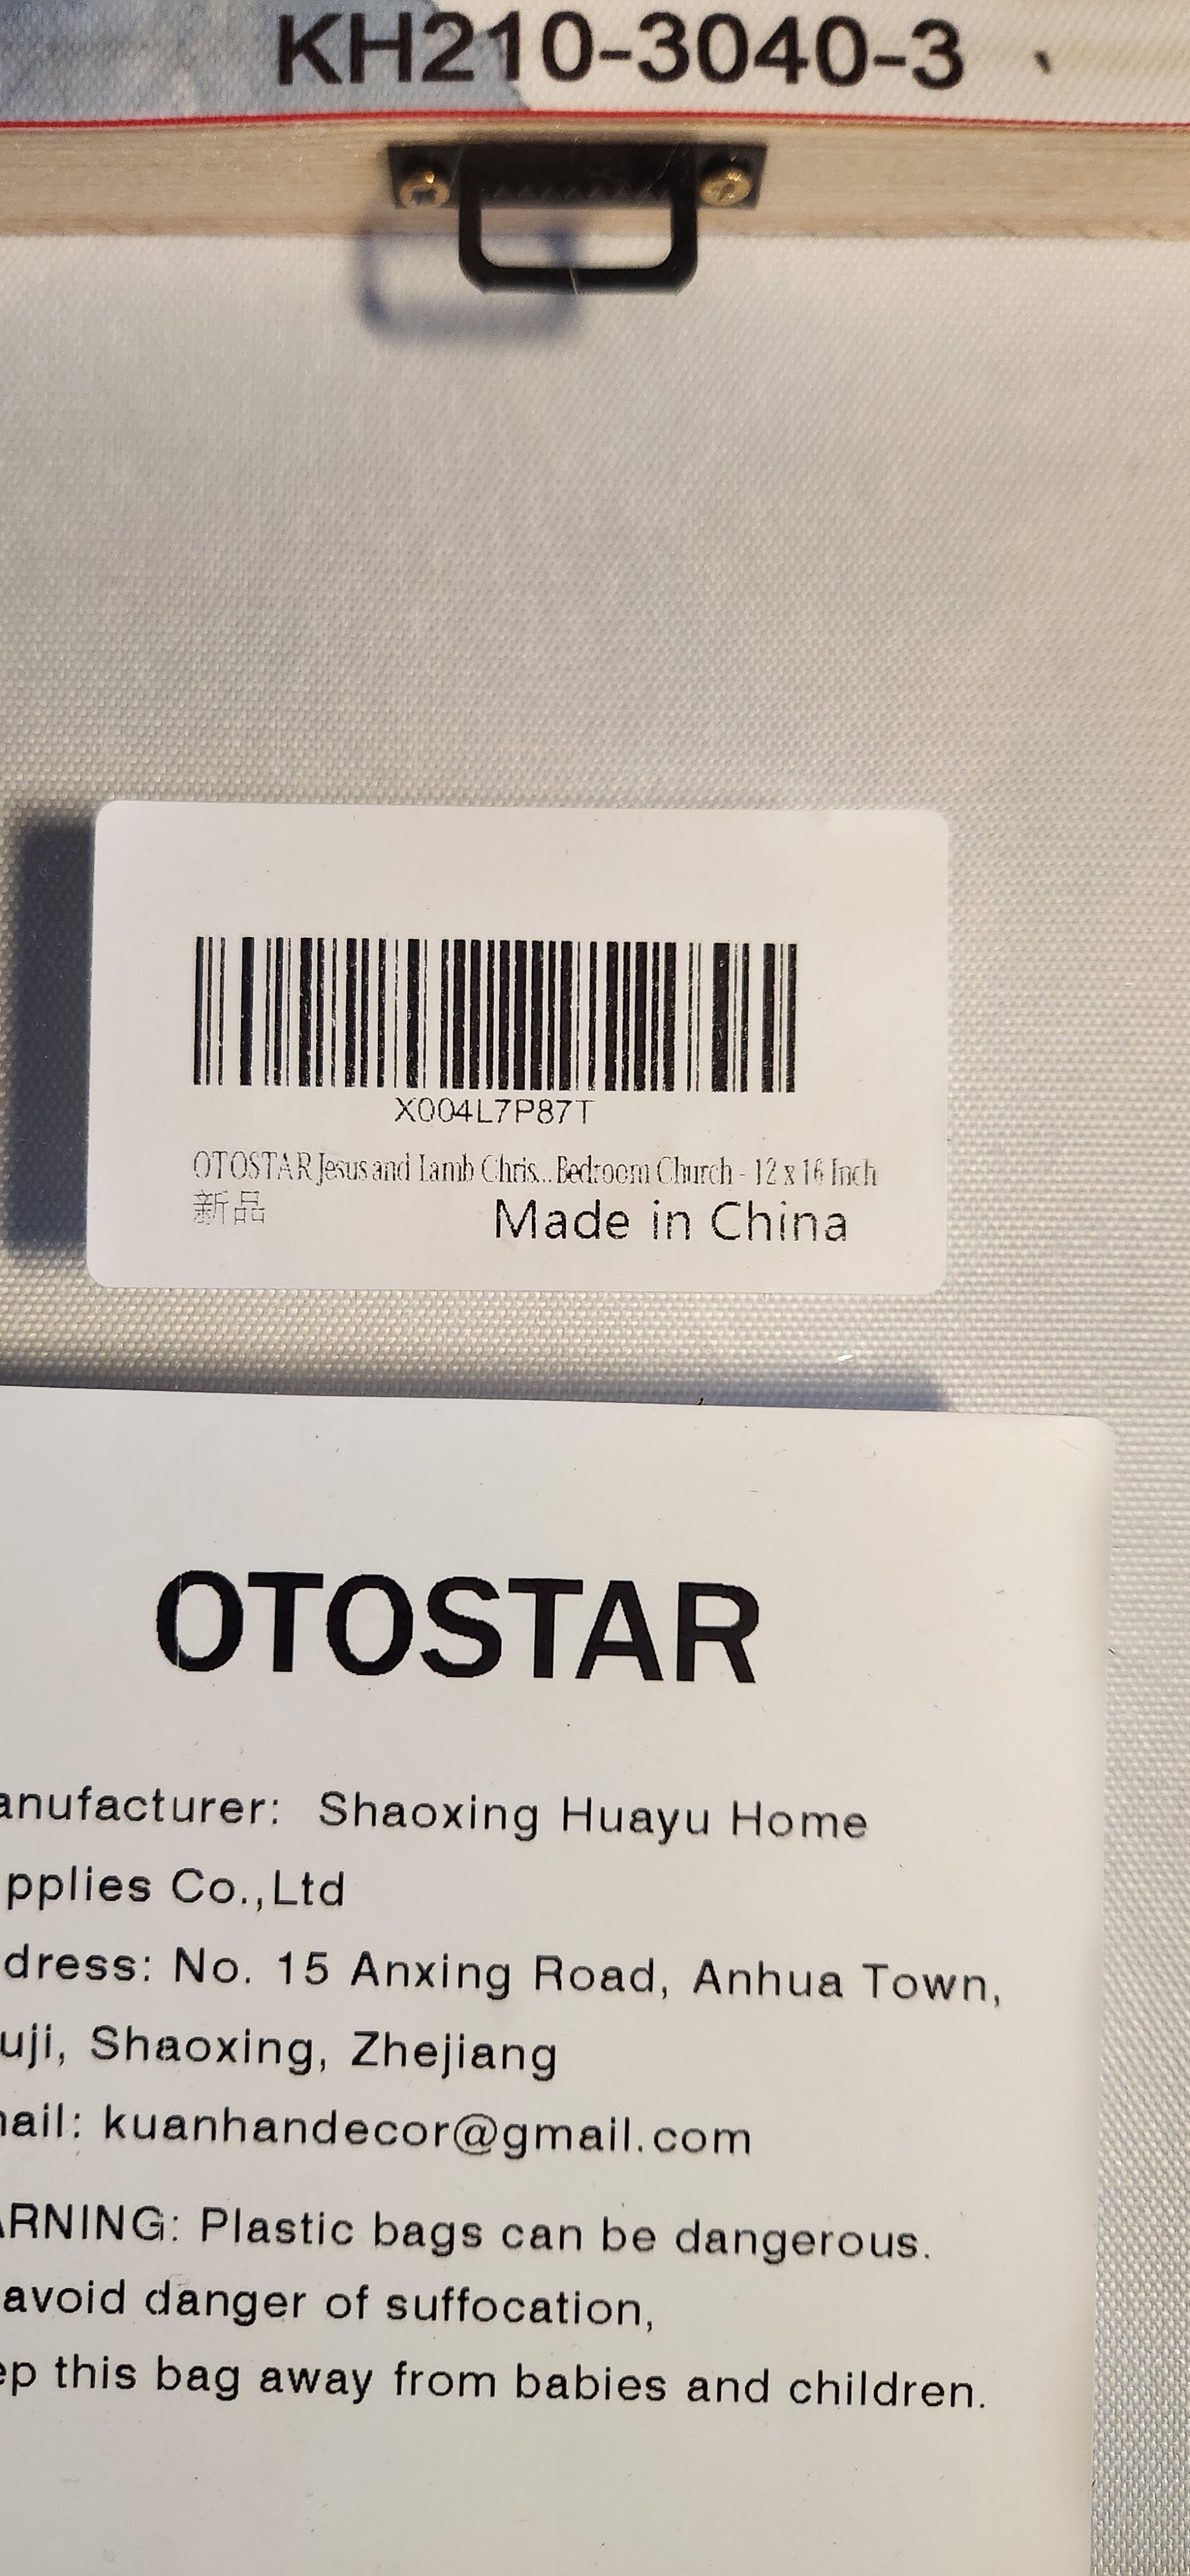 KH210-3040-3
X004L7P87T
OTOSTAR Jesus and Lamb Chris... Bedroom Church - 12 x 16 Inch
新品
Made in China
OTOSTAR
anufacturer: Shaoxing Huayu Home
pplies Co.,Ltd
dress: No. 15 Anxing Road, Anhua Town,
uji, Shaoxing, Zhejiang
ail: kuanhandecor@gmail.com
ARNING: Plastic bags can be dangerous.
avoid danger of suffocation,
ep this bag away from babies and children.